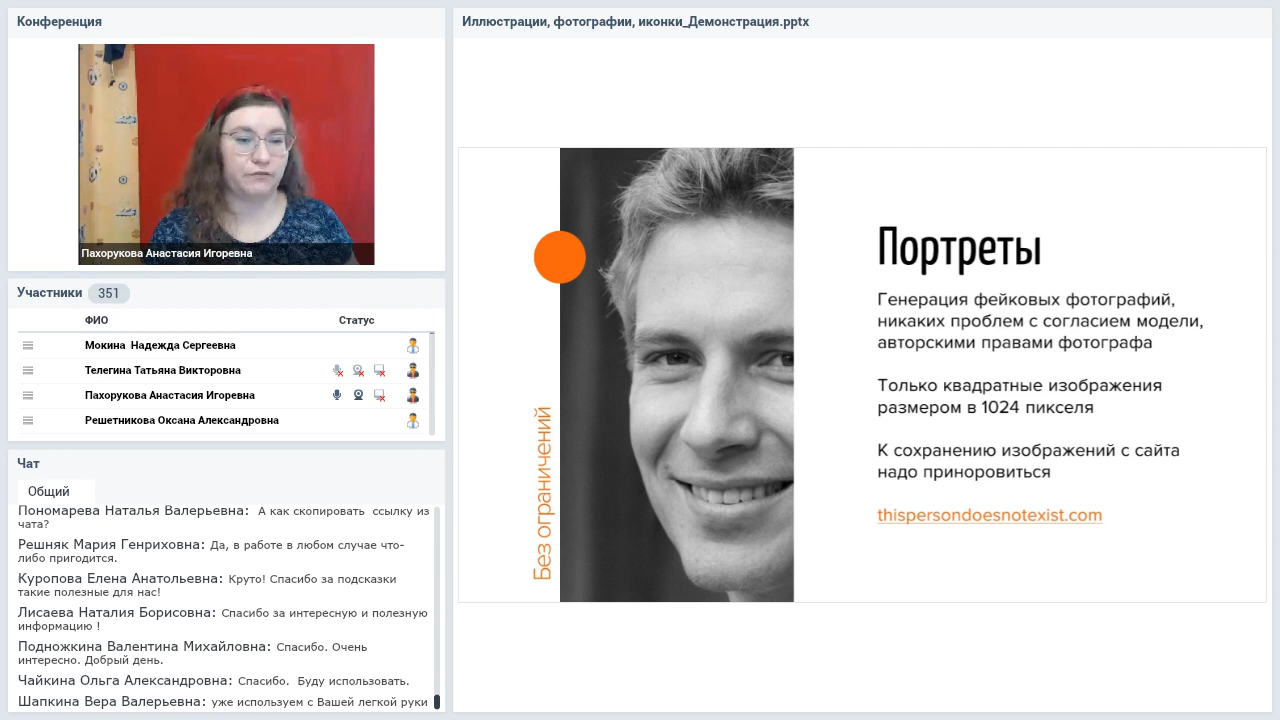 Конференция
Пахорукова Анастасия Игоревна
Участники 351
ФИО Статус
Мокина Надежда Сергеевна
Телегина Татьяна Викторовна
Пахорукова Анастасия Игоревна
Решетникова Оксана Александровна
Чат
Общий
Пономарева Наталья Валерьевна: А как скопировать ссылку из
чата?
Решняк Мария Генриховна: Да, в работе в любом случае что-
либо пригодится.
Куропова Елена Анатольевна: Круто! Спасибо за подсказки
такие полезные для нас!
Лисаева Наталия Борисовна: Спасибо за интересную и полезную
информацию !
Подножкина Валентина Михайловна: Спасибо. Очень
интересно. Добрый день.
Чайкина Ольга Александровна: Спасибо. Буду использовать.
Шапкина Вера Валерьевна: уже используем с Вашей легкой руки
Иллюстрации, фотографии, иконки_Демонстрация.pptx
Без ограничений
Портреты
Генерация фейковых фотографий,
никаких проблем с согласием модели,
авторскими правами фотографа
Только квадратные изображения
размером в 1024 пикселя
К сохранению изображений с сайта
надо приноровиться
thispersondoesnotexist.com